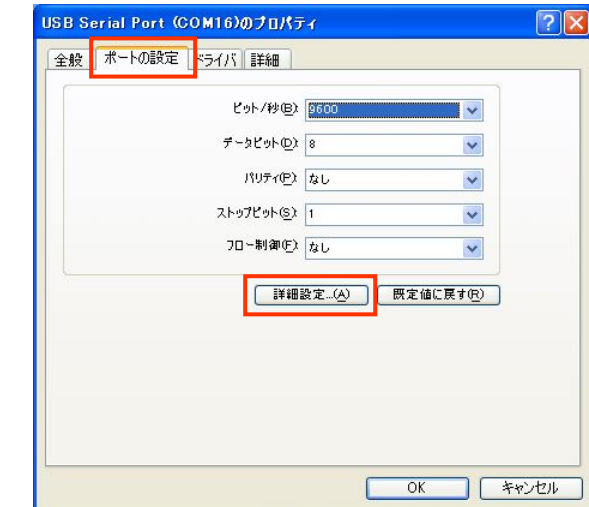 USB Serial Port (COM16)のプロパティ
全般 ポートの設定 ドライバ 詳細
ビット/秒(B): 9600
データビット(D): 8
パリティ(P): なし
ストップビット(S): 1
フロー制御(F): なし
詳細設定...(A) 既定値に戻す(R)
OK キャンセル